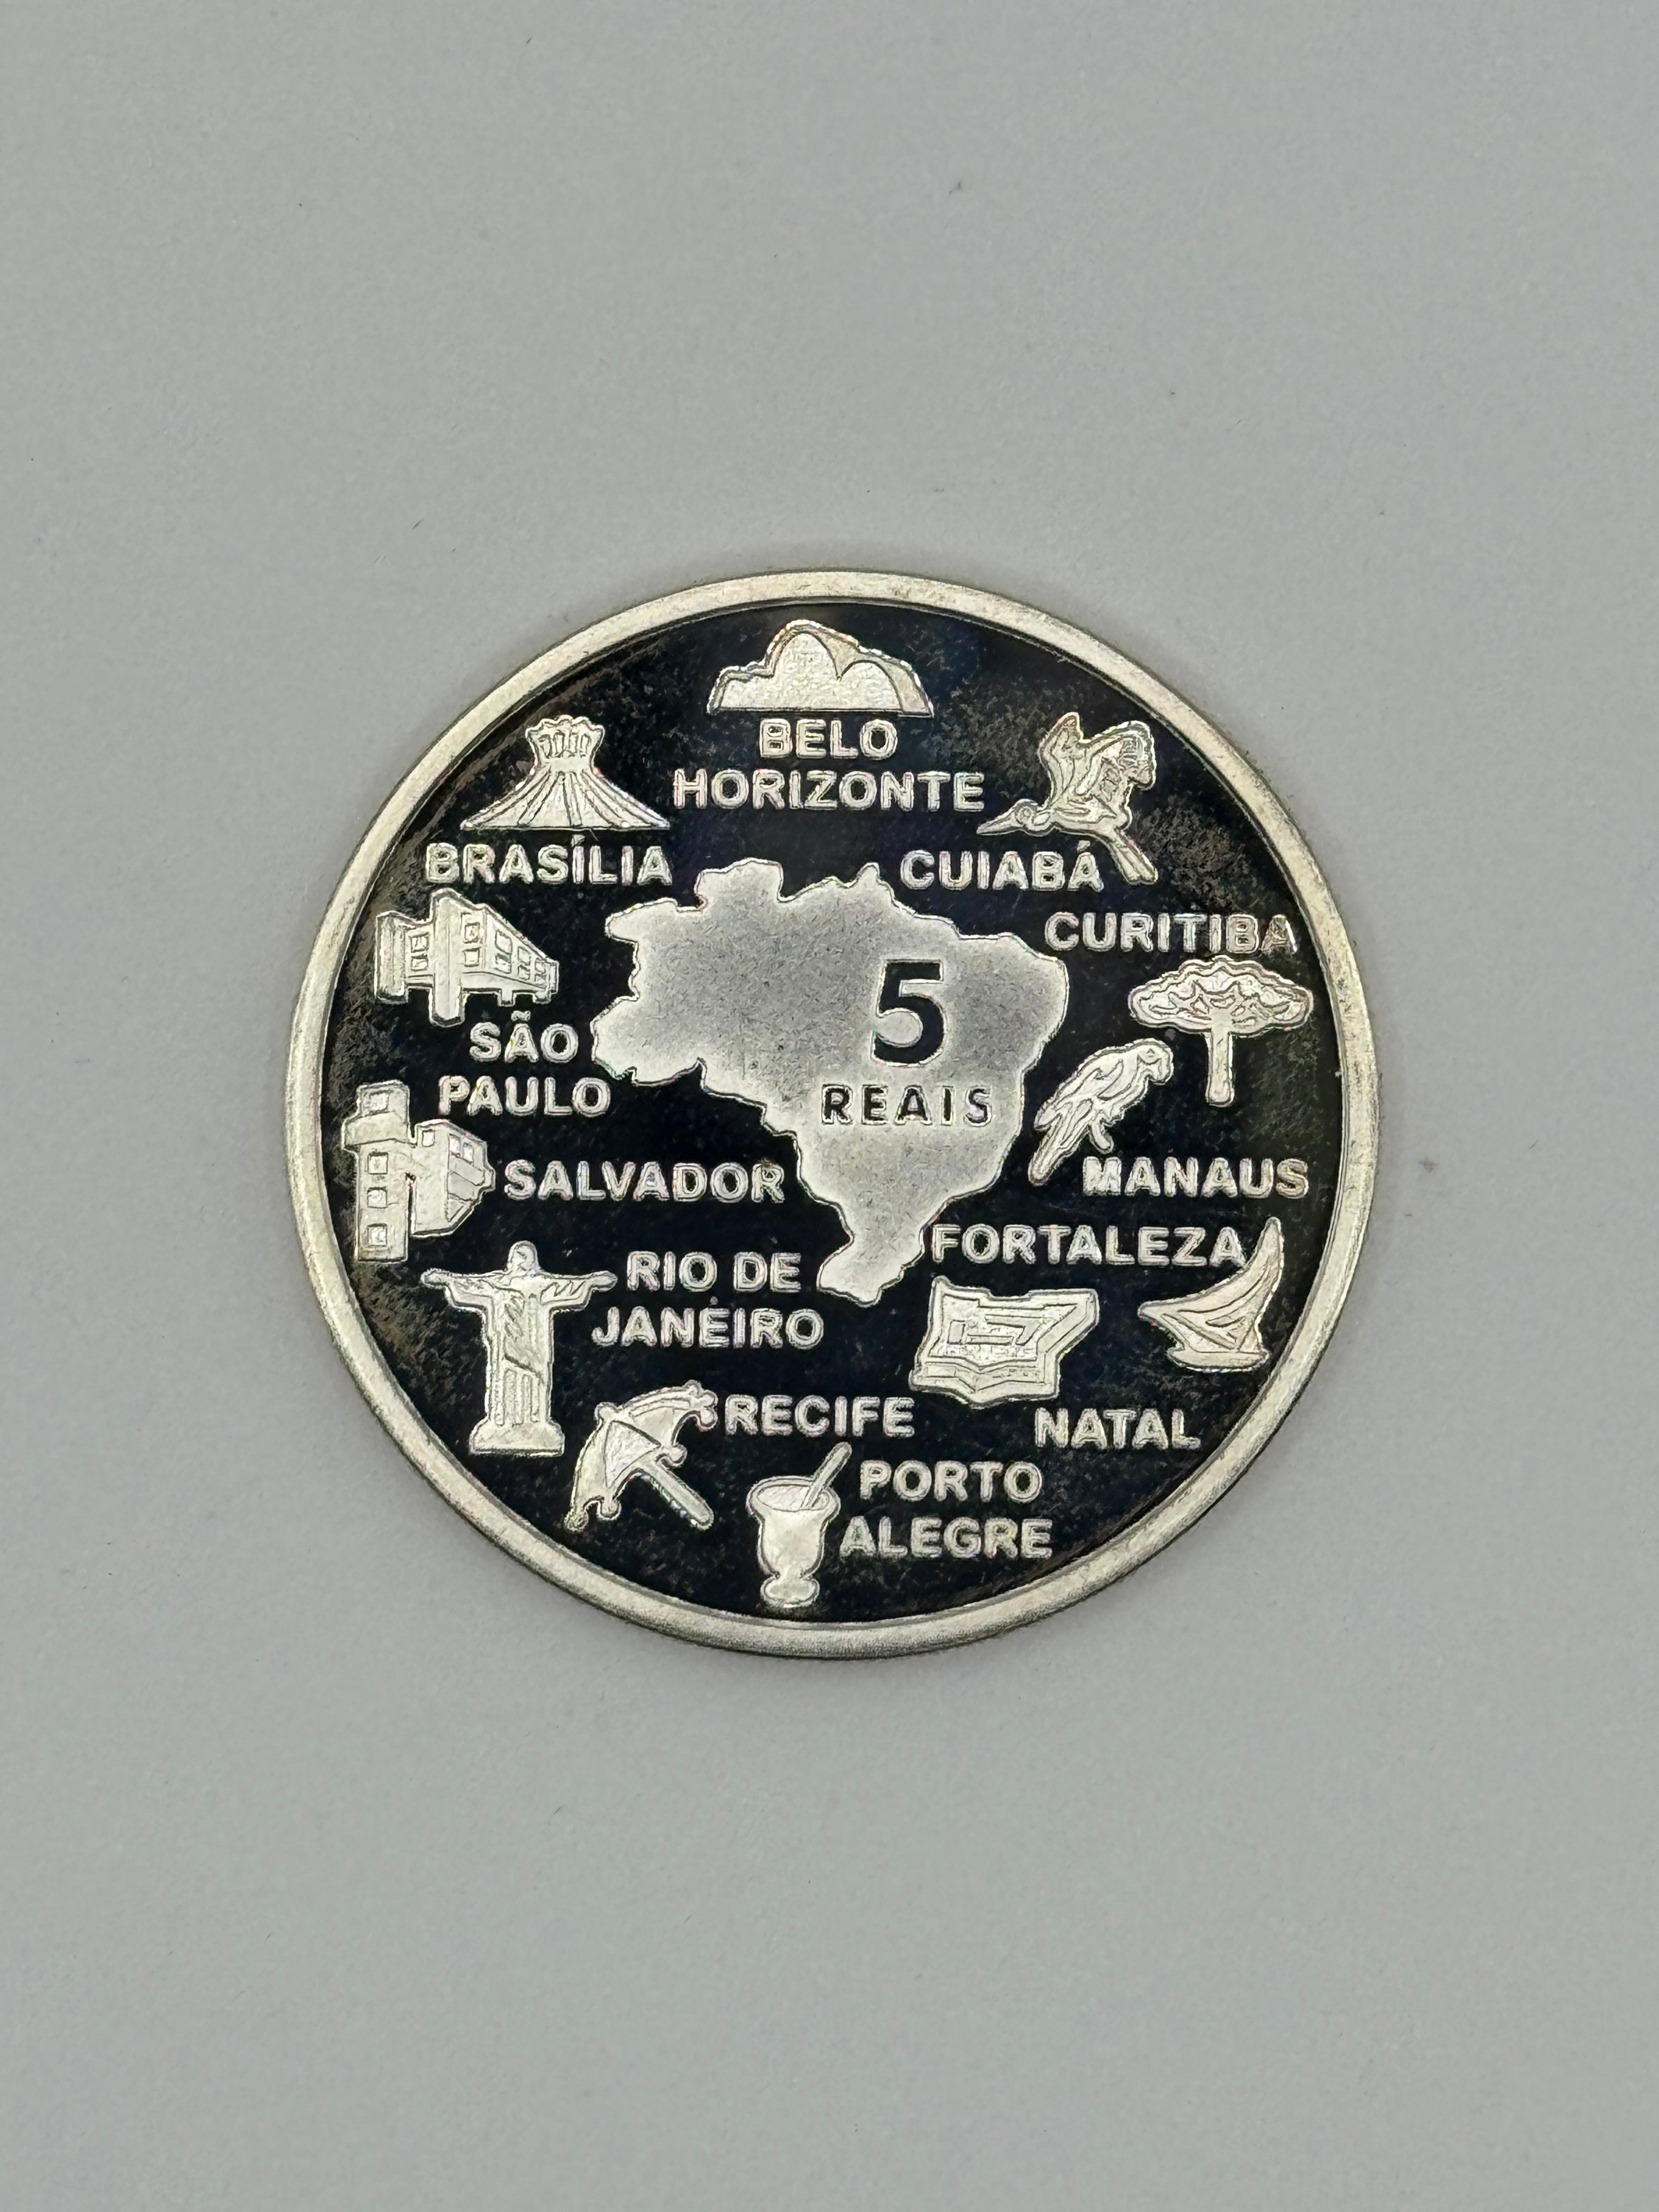 BELO
HORIZONTE
BRASÍLIA
CUIABÁ
CURITIBA
5
REAIS
SÃO
PAULO
SALVADOR
MANAUS
FORTALEZA
RIO DE
JANEIRO
RECIFE
NATAL
PORTO
ALEGRE